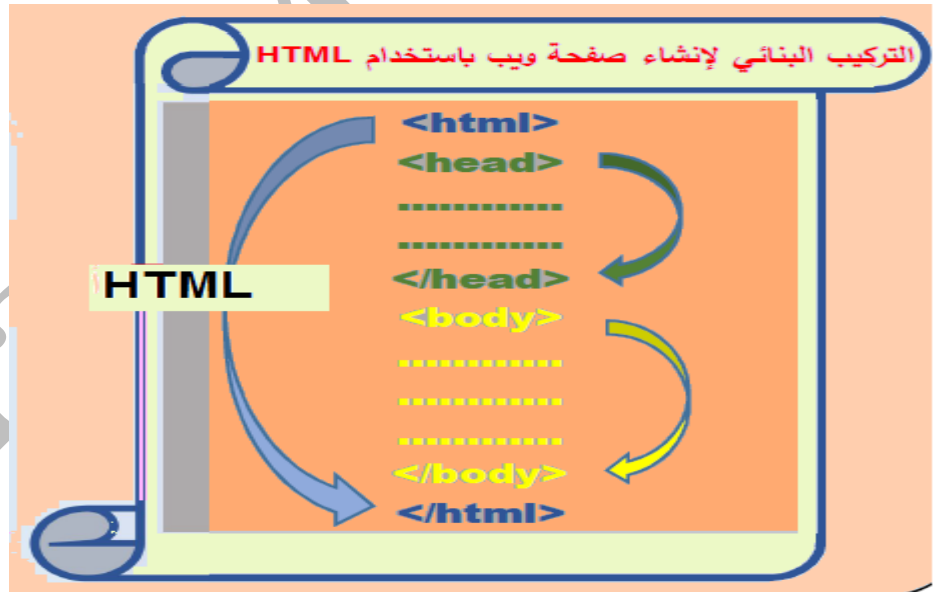 التركيب البنائي لإنشاء صفحة ويب باستخدام HTML
<html>
<head>
------------
------------
</head>
HTML
<body>
------------
------------
------------
</body>
</html>